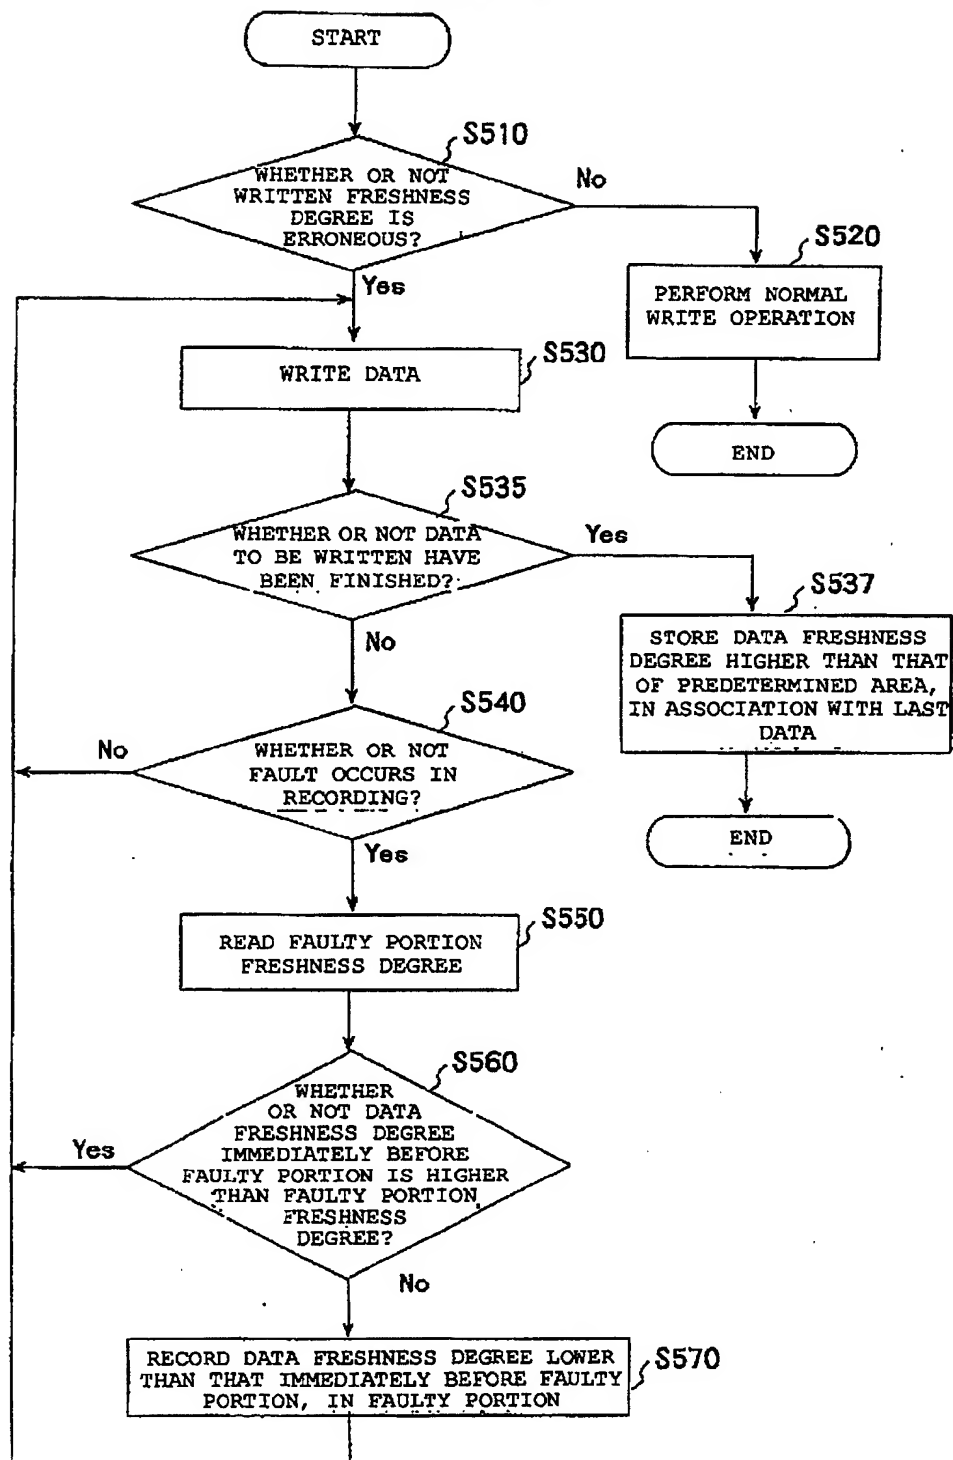 START
S510
WHETHER OR NOT
WRITTEN FRESHNESS
DEGREE IS
ERRONEOUS?
No
Yes
S520
PERFORM NORMAL
WRITE OPERATION
END
S530
WRITE DATA
S535
WHETHER OR NOT DATA
TO BE WRITTEN HAVE
BEEN FINISHED?
Yes
No
S537
STORE DATA FRESHNESS
DEGREE HIGHER THAN THAT
OF PREDETERMINED AREA,
IN ASSOCIATION WITH LAST
DATA
END
S540
WHETHER OR NOT
FAULT OCCURS IN
RECORDING?
No
Yes
S550
READ FAULTY PORTION
FRESHNESS DEGREE
S560
WHETHER
OR NOT DATA
FRESHNESS DEGREE
IMMEDIATELY BEFORE
FAULTY PORTION IS HIGHER
THAN FAULTY PORTION
FRESHNESS
DEGREE?
Yes
No
S570
RECORD DATA FRESHNESS DEGREE LOWER
THAN THAT IMMEDIATELY BEFORE FAULTY
PORTION, IN FAULTY PORTION